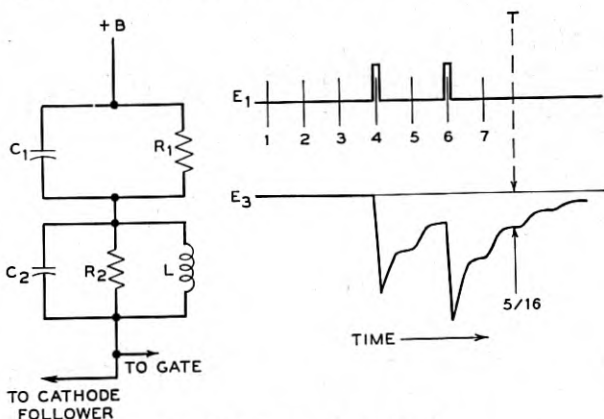 +B
C1
R1
C2
R2
L
TO GATE
TO CATHODE
FOLLOWER
T
E1
1 2 3 4 5 6 7
E3
5/16
TIME